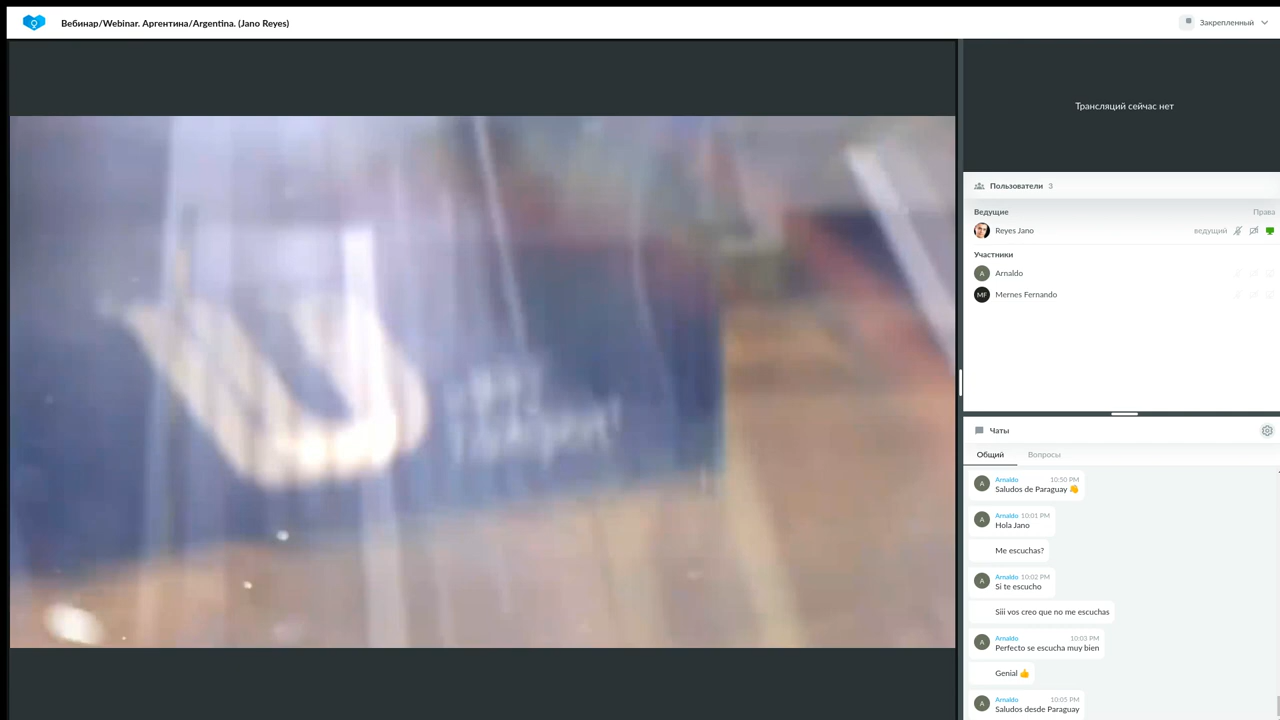 Вебинар/Webinar. Аргентина/Argentina. (Jano Reyes)
Закрепленный
Трансляций сейчас нет
Пользователи 3
Ведущие Права
Reyes Jano ведущий
Участники
A Arnaldo
MF Mernes Fernando
Чаты
Общий Вопросы
A Arnaldo 10:50 PM
Saludos de Paraguay 👋
A Arnaldo 10:01 PM
Hola Jano
Me escuchas?
A Arnaldo 10:02 PM
Si te escucho
Siii vos creo que no me escuchas
A Arnaldo 10:03 PM
Perfecto se escucha muy bien
Genial 👍
A Arnaldo 10:05 PM
Saludos desde Paraguay